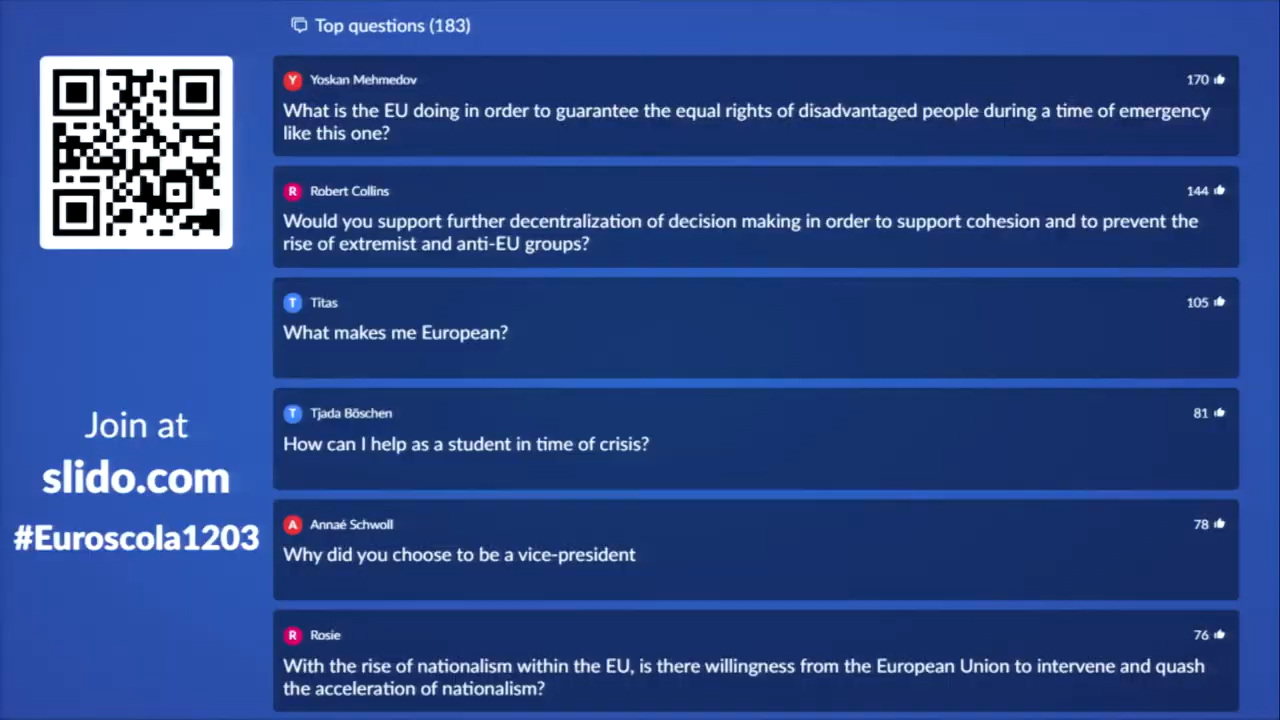 Top questions (183)
Y Yoskan Mehmedov 170
What is the EU doing in order to guarantee the equal rights of disadvantaged people during a time of emergency
like this one?
R Robert Collins 144
Would you support further decentralization of decision making in order to support cohesion and to prevent the
rise of extremist and anti-EU groups?
T Titas 105
What makes me European?
T Tjada Böschen 81
How can I help as a student in time of crisis?
A Annaé Schwoll 78
Why did you choose to be a vice-president
R Rosie 76
With the rise of nationalism within the EU, is there willingness from the European Union to intervene and quash
the acceleration of nationalism?
Join at
slido.com
#Euroscola1203